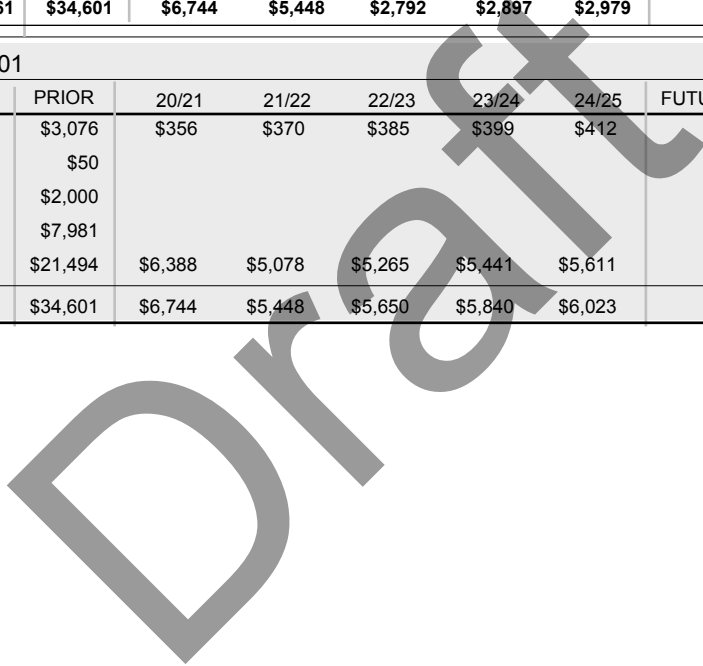 61 $34,601 $6,744 $5,448 $2,792 $2,897 $2,979
01
PRIOR 20/21 21/22 22/23 23/24 24/25 FUTU
$3,076 $356 $370 $385 $399 $412
$50
$2,000
$7,981
$21,494 $6,388 $5,078 $5,265 $5,441 $5,611
$34,601 $6,744 $5,448 $5,650 $5,840 $6,023
Draft